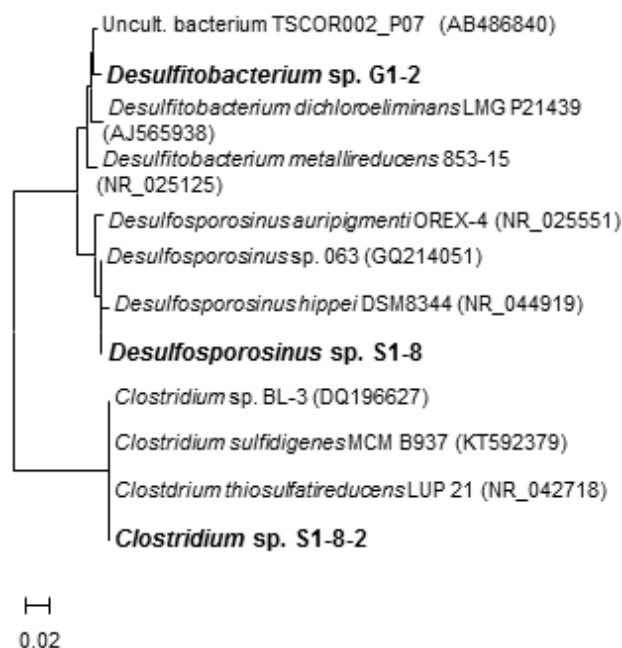 Uncult. bacterium TSCOR002_P07 (AB486840)
Desulfitobacterium sp. G1-2
Desulfitobacterium dichloroeliminans LMG P21439
(AJ565938)
Desulfitobacterium metallireducens 853-15
(NR_025125)
Desulfosporosinus auripigmenti OREX-4 (NR_025551)
Desulfosporosinus sp. 063 (GQ214051)
Desulfosporosinus hippei DSM8344 (NR_044919)
Desulfosporosinus sp. S1-8
Clostridium sp. BL-3 (DQ196627)
Clostridium sulfidigenes MCM B937 (KT592379)
Clostdrium thiosulfatireducens LUP 21 (NR_042718)
Clostridium sp. S1-8-2
0.02